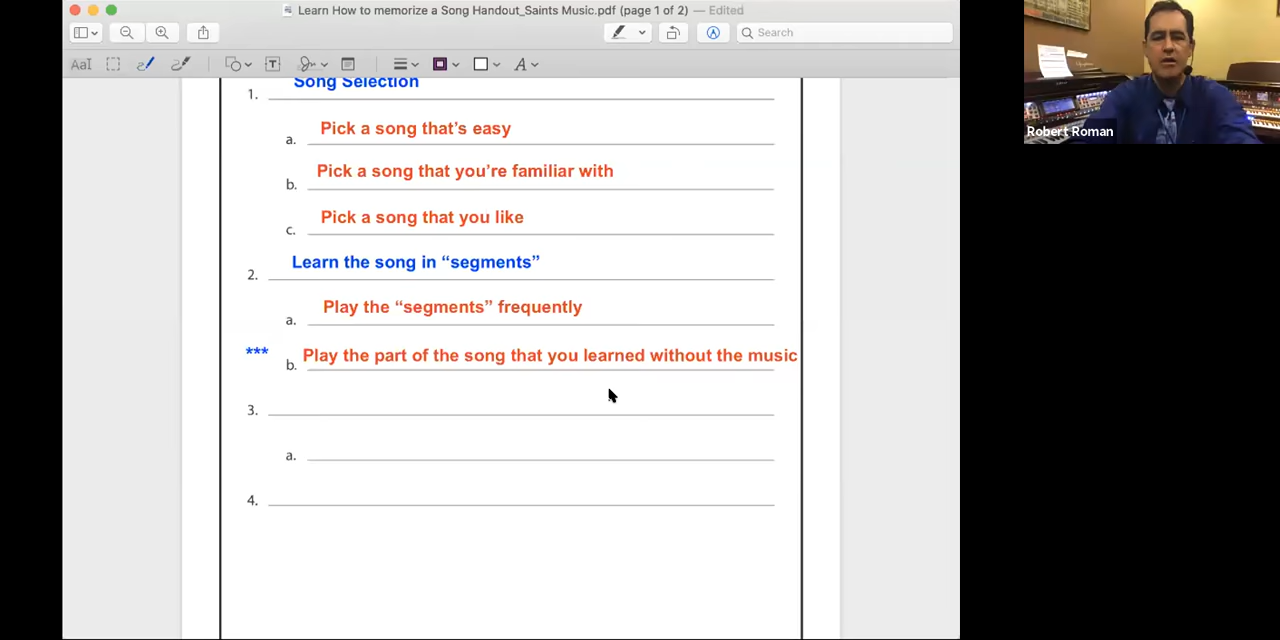 Learn How to memorize a Song Handout_Saints Music.pdf (page 1 of 2) — Edited
Search
AaI
T
A
Robert Roman
1. Song Selection
a. Pick a song that's easy
b. Pick a song that you're familiar with
c. Pick a song that you like
2. Learn the song in “segments”
a. Play the “segments” frequently
*** b. Play the part of the song that you learned without the music
3.
a.
4.